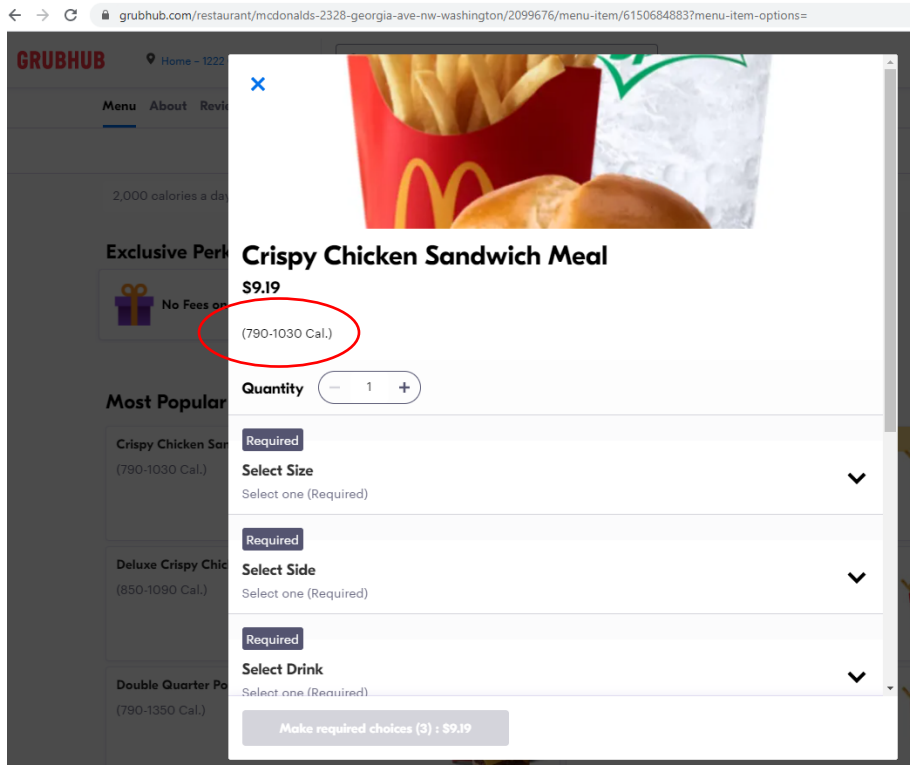 grubhub.com/restaurant/mcdonalds-2328-georgia-ave-nw-washington/2099676/menu-item/6150684883?menu-item-options=
GRUBHUB
Home - 1222
Menu About
2,000 calories a day
Exclusive
No Fees on
Most Popular
Crispy Chicken
(790-1030 Cal.)
Deluxe Crispy
(850-1090 Cal.)
Double Quarter
(790-1350 Cal.)
Crispy Chicken Sandwich Meal
$9.19
(790-1030 Cal.)
Quantity − 1 +
Required
Select Size
Select one (Required)
Required
Select Side
Select one (Required)
Required
Select Drink
Select one (Required)
Make required choices (3) : $9.19